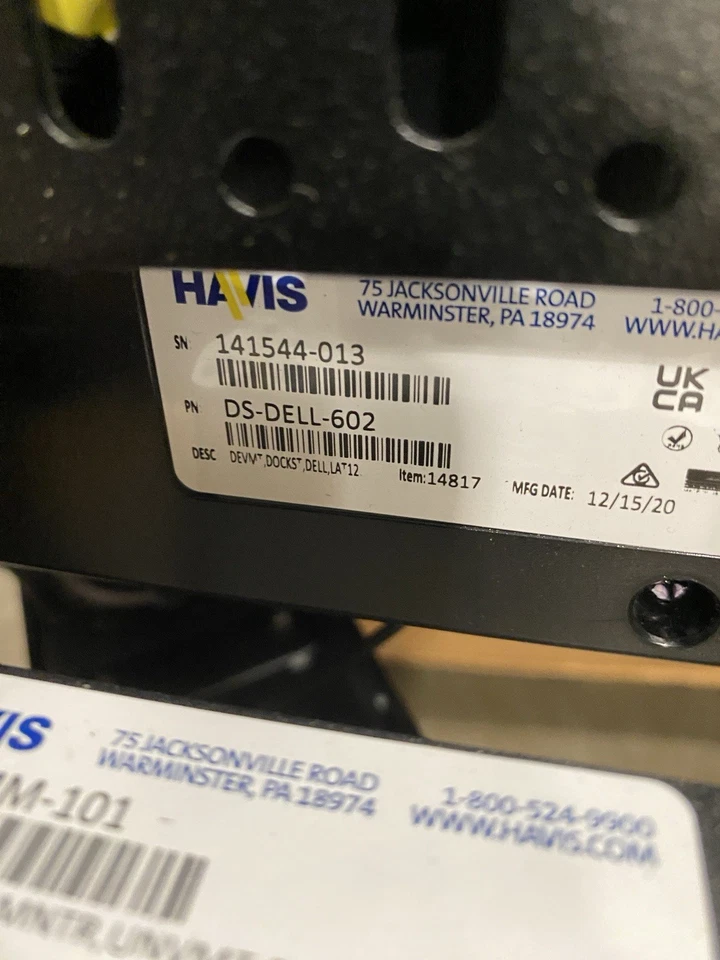 HAVIS
75 JACKSONVILLE ROAD
WARMINSTER, PA 18974
1-800-
WWW.HA
SN 141544-013
PN DS-DELL-602
DESC DEVMT,DOCKST,DELL,LAT12
Item:14817
MFG DATE: 12/15/20
UK
CA
VIS
75 JACKSONVILLE ROAD
WARMINSTER, PA 18974
1-800-524-9900
WWW.HAVIS.COM
M-101
MNTR,